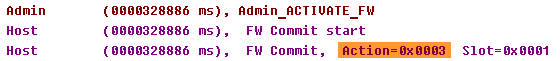 Admin (0000328886 ms), Admin_ACTIVATE_FW
Host (0000328886 ms), FW Commit start
Host (0000328886 ms), FW Commit, Action=0x0003 Slot=0x0001